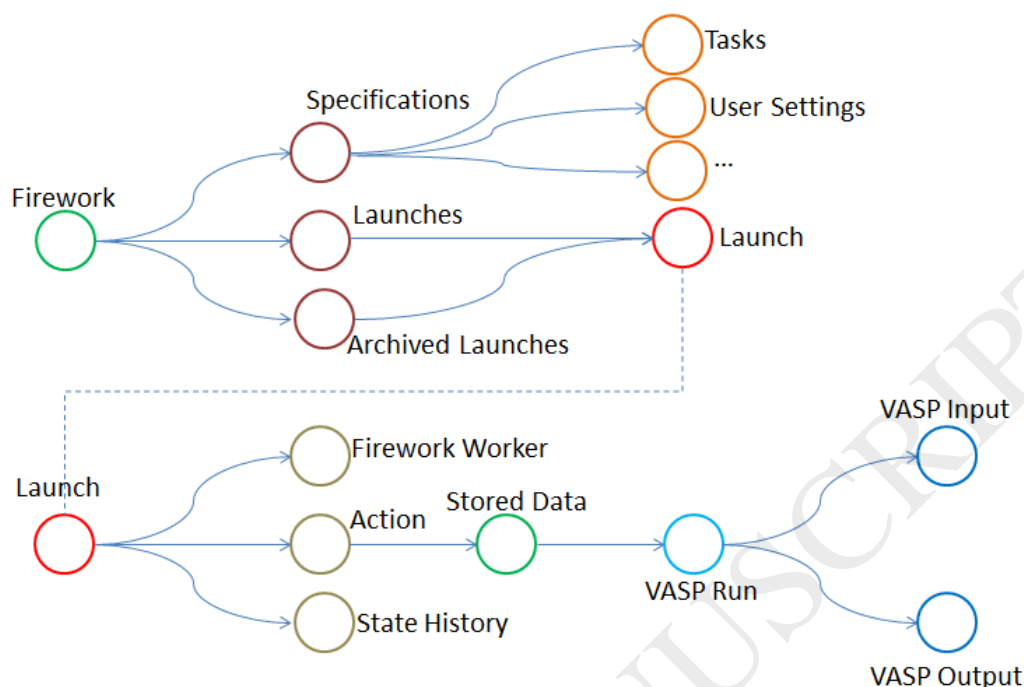 Tasks
Specifications
User Settings
...
Firework
Launches
Launch
Archived Launches
VASP Input
Firework Worker
Launch
Stored Data
Action
VASP Run
State History
VASP Output